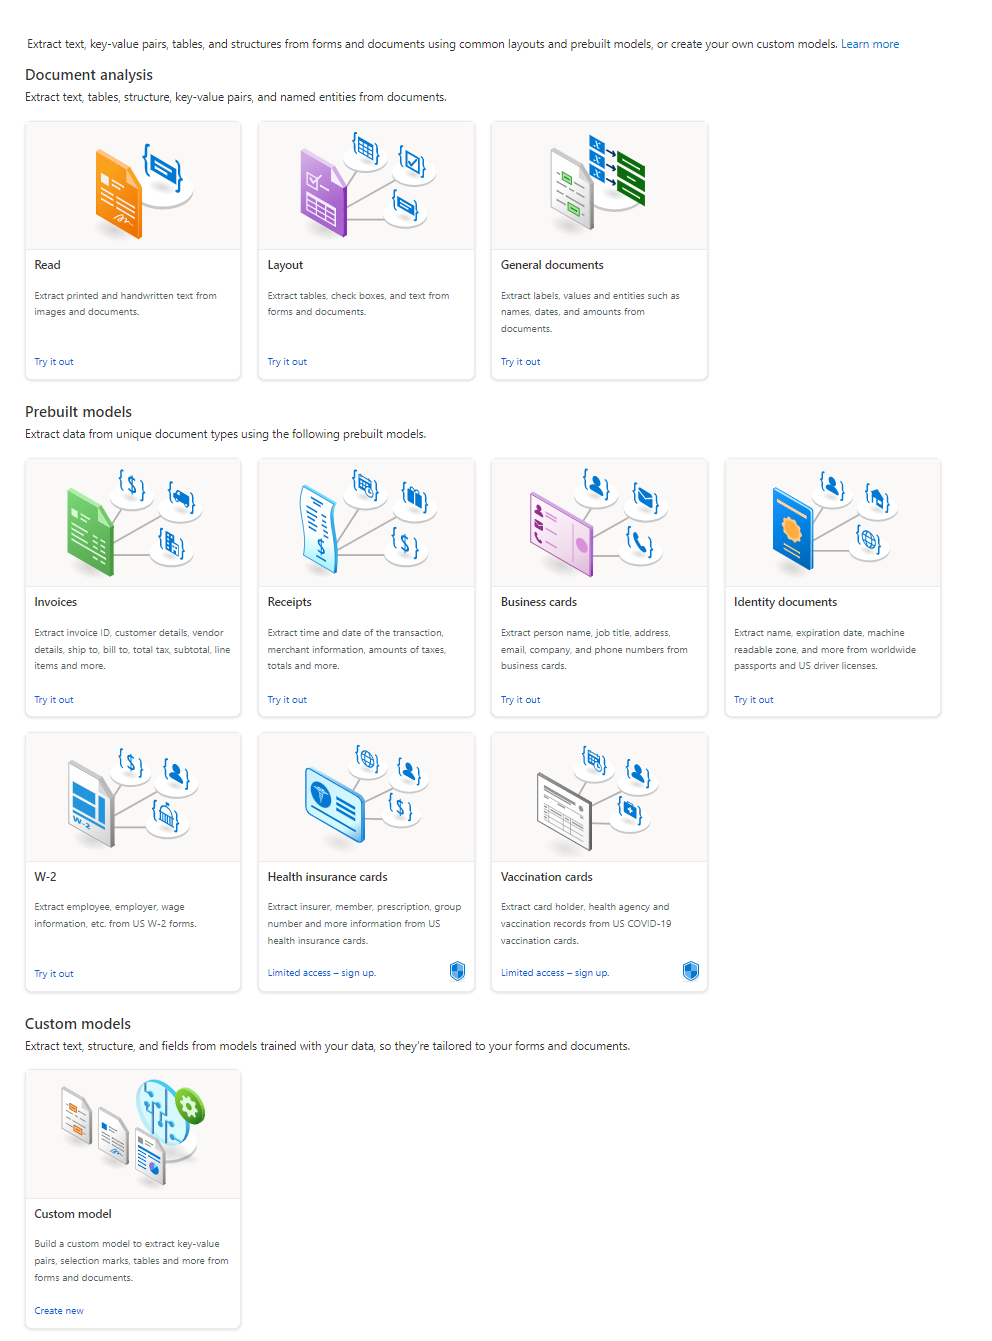 Extract text, key-value pairs, tables, and structures from forms and documents using common layouts and prebuilt models, or create your own custom models. Learn more
Document analysis
Extract text, tables, structure, key-value pairs, and named entities from documents.
Read
Extract printed and handwritten text from
images and documents.
Try it out
Layout
Extract tables, check boxes, and text from
forms and documents.
Try it out
General documents
Extract labels, values and entities such as
names, dates, and amounts from
documents.
Try it out
Prebuilt models
Extract data from unique document types using the following prebuilt models.
Invoices
Extract invoice ID, customer details, vendor
details, ship to, bill to, total tax, subtotal, line
items and more.
Try it out
Receipts
Extract time and date of the transaction,
merchant information, amounts of taxes,
totals and more.
Try it out
Business cards
Extract person name, job title, address,
email, company, and phone numbers from
business cards.
Try it out
Identity documents
Extract name, expiration date, machine
readable zone, and more from worldwide
passports and US driver licenses.
Try it out
W-2
W-2
Extract employee, employer, wage
information, etc. from US W-2 forms.
Try it out
Health insurance cards
Extract insurer, member, prescription, group
number and more information from US
health insurance cards.
Limited access – sign up.
Vaccination cards
Extract card holder, health agency and
vaccination records from US COVID-19
vaccination cards.
Limited access – sign up.
Custom models
Extract text, structure, and fields from models trained with your data, so they're tailored to your forms and documents.
Custom model
Build a custom model to extract key-value
pairs, selection marks, tables and more from
forms and documents.
Create new